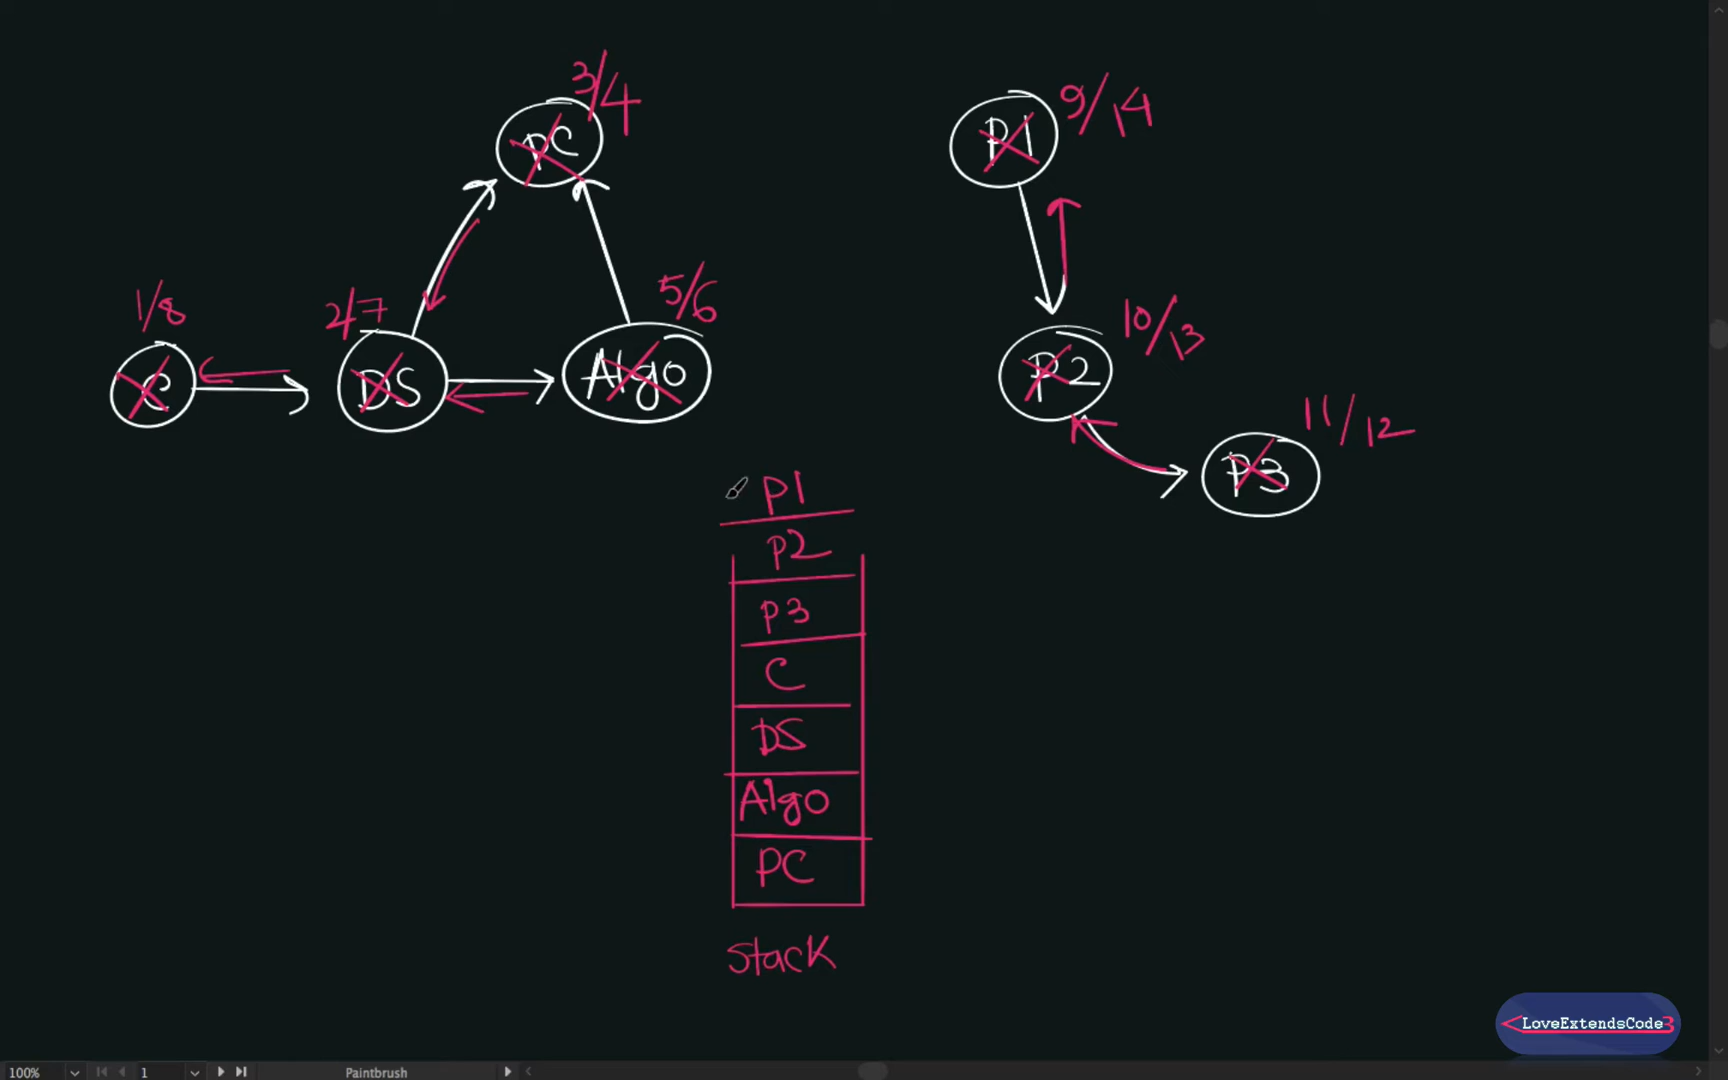 3/4
PC
P1
9/14
1/8
2/7
5/6
C
DS
Algo
10/13
P2
11/12
P3
P1
P2
P3
C
DS
Algo
PC
Stack
<LoveExtendsCode3
100%
1
Paintbrush